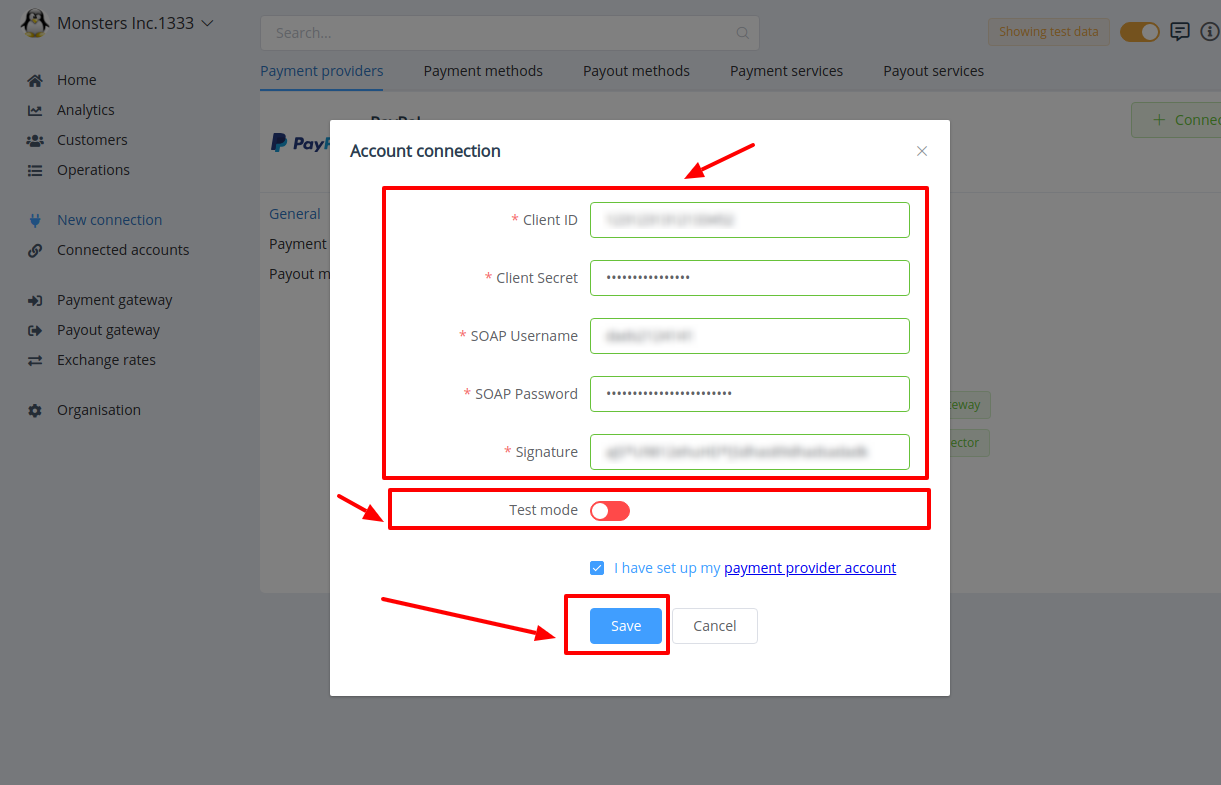 Monsters Inc.1333
Search...
Showing test data
Home
Analytics
Customers
Operations
New connection
Connected accounts
Payment gateway
Payout gateway
Exchange rates
Organisation
Payment providers
Payment methods
Payout methods
Payment services
Payout services
PayPal
+ Connec
General
Payment
Payout m
Account connection
* Client ID
* Client Secret
••••••••••••••••
* SOAP Username
* SOAP Password
••••••••••••••••••••••••
* Signature
Test mode
I have set up my payment provider account
Save
Cancel
eway
ector